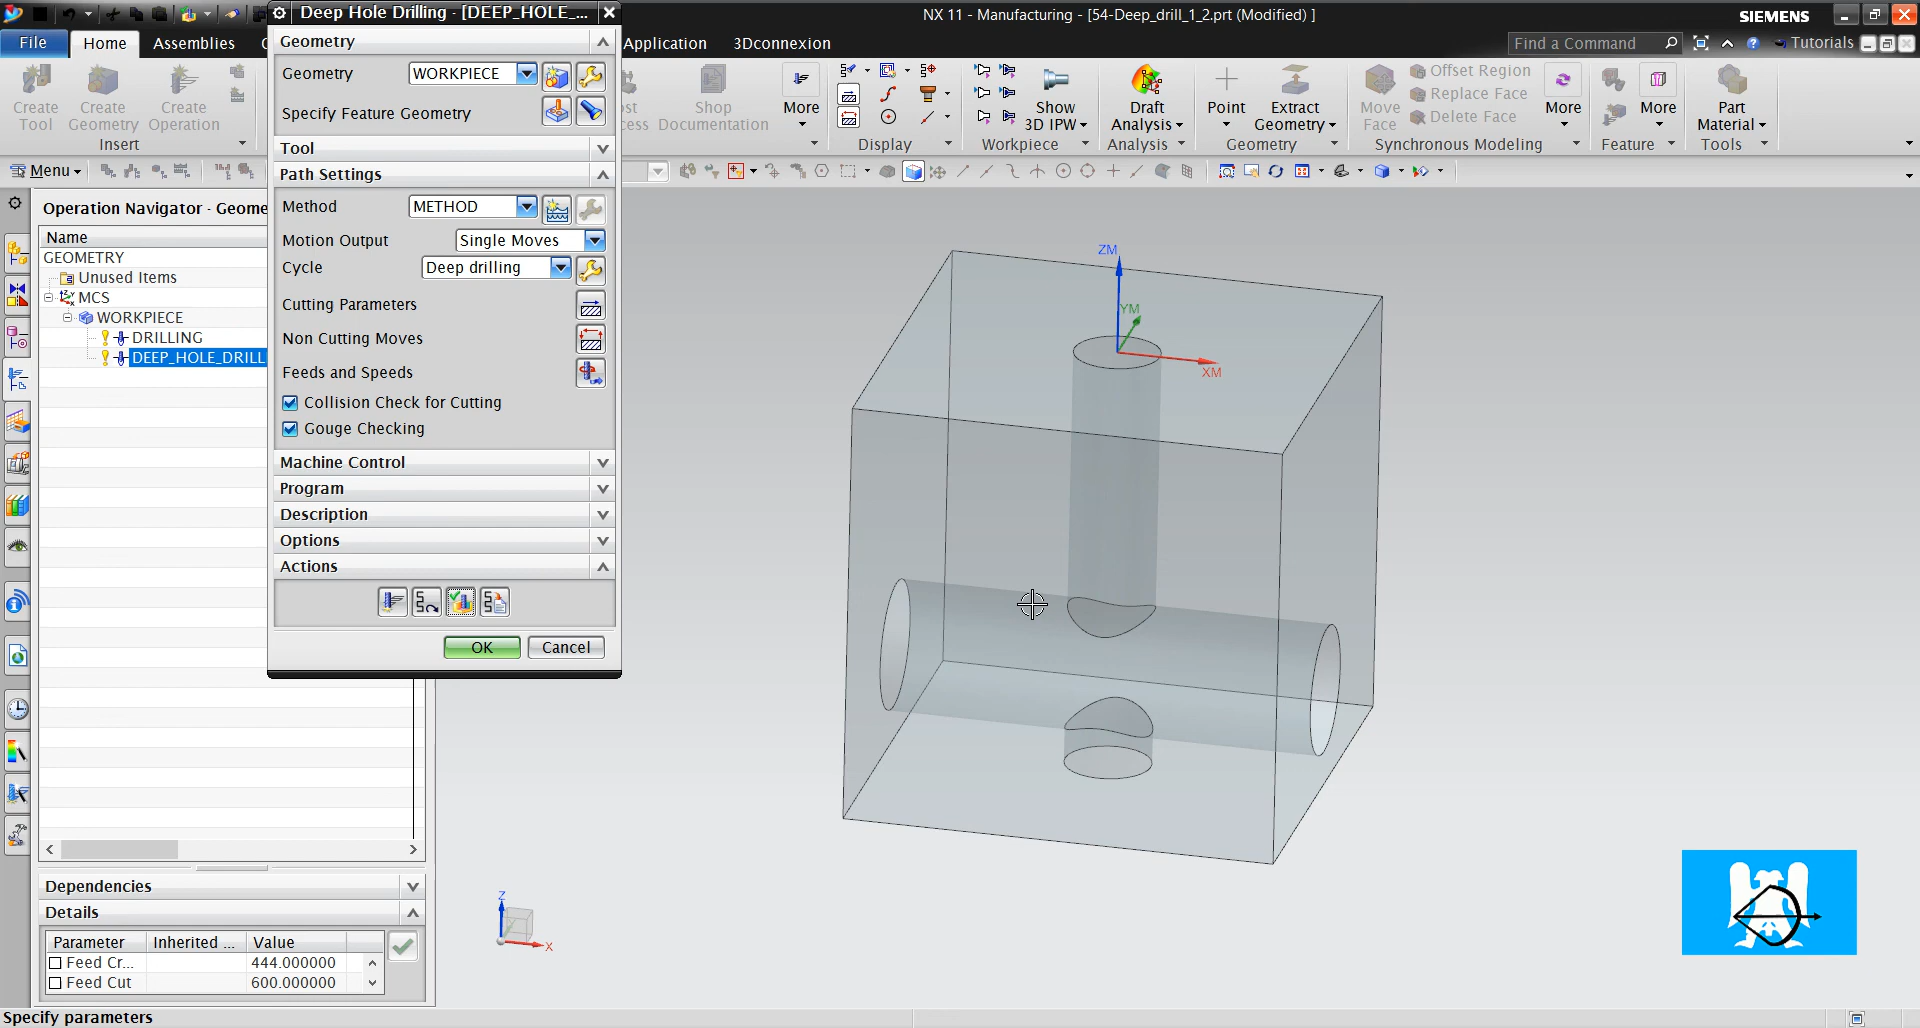 Deep Hole Drilling - [DEEP_HOLE_...
NX 11 - Manufacturing - [54-Deep_drill_1_2.prt (Modified) ]
SIEMENS
File
Home
Assemblies
Application
3Dconnexion
Find a Command
Tutorials
Create Tool
Create Geometry
Create Operation
Insert
Shop Documentation
More
Display
Show 3D IPW
Workpiece
Draft Analysis
Analysis
Point
Extract Geometry
Geometry
Move Face
Offset Region
Replace Face
Delete Face
More
Synchronous Modeling
More
Feature
Part Material
Tools
Menu
Operation Navigator - Geome
Name
GEOMETRY
Unused Items
MCS
WORKPIECE
DRILLING
DEEP_HOLE_DRILL
Geometry
Geometry WORKPIECE
Specify Feature Geometry
Tool
Path Settings
Method METHOD
Motion Output Single Moves
Cycle Deep drilling
Cutting Parameters
Non Cutting Moves
Feeds and Speeds
Collision Check for Cutting
Gouge Checking
Machine Control
Program
Description
Options
Actions
OK Cancel
ZM
YM
XM
Z
X
Dependencies
Details
Parameter Inherited ... Value
Feed Cr... 444.000000
Feed Cut 600.000000
Specify parameters